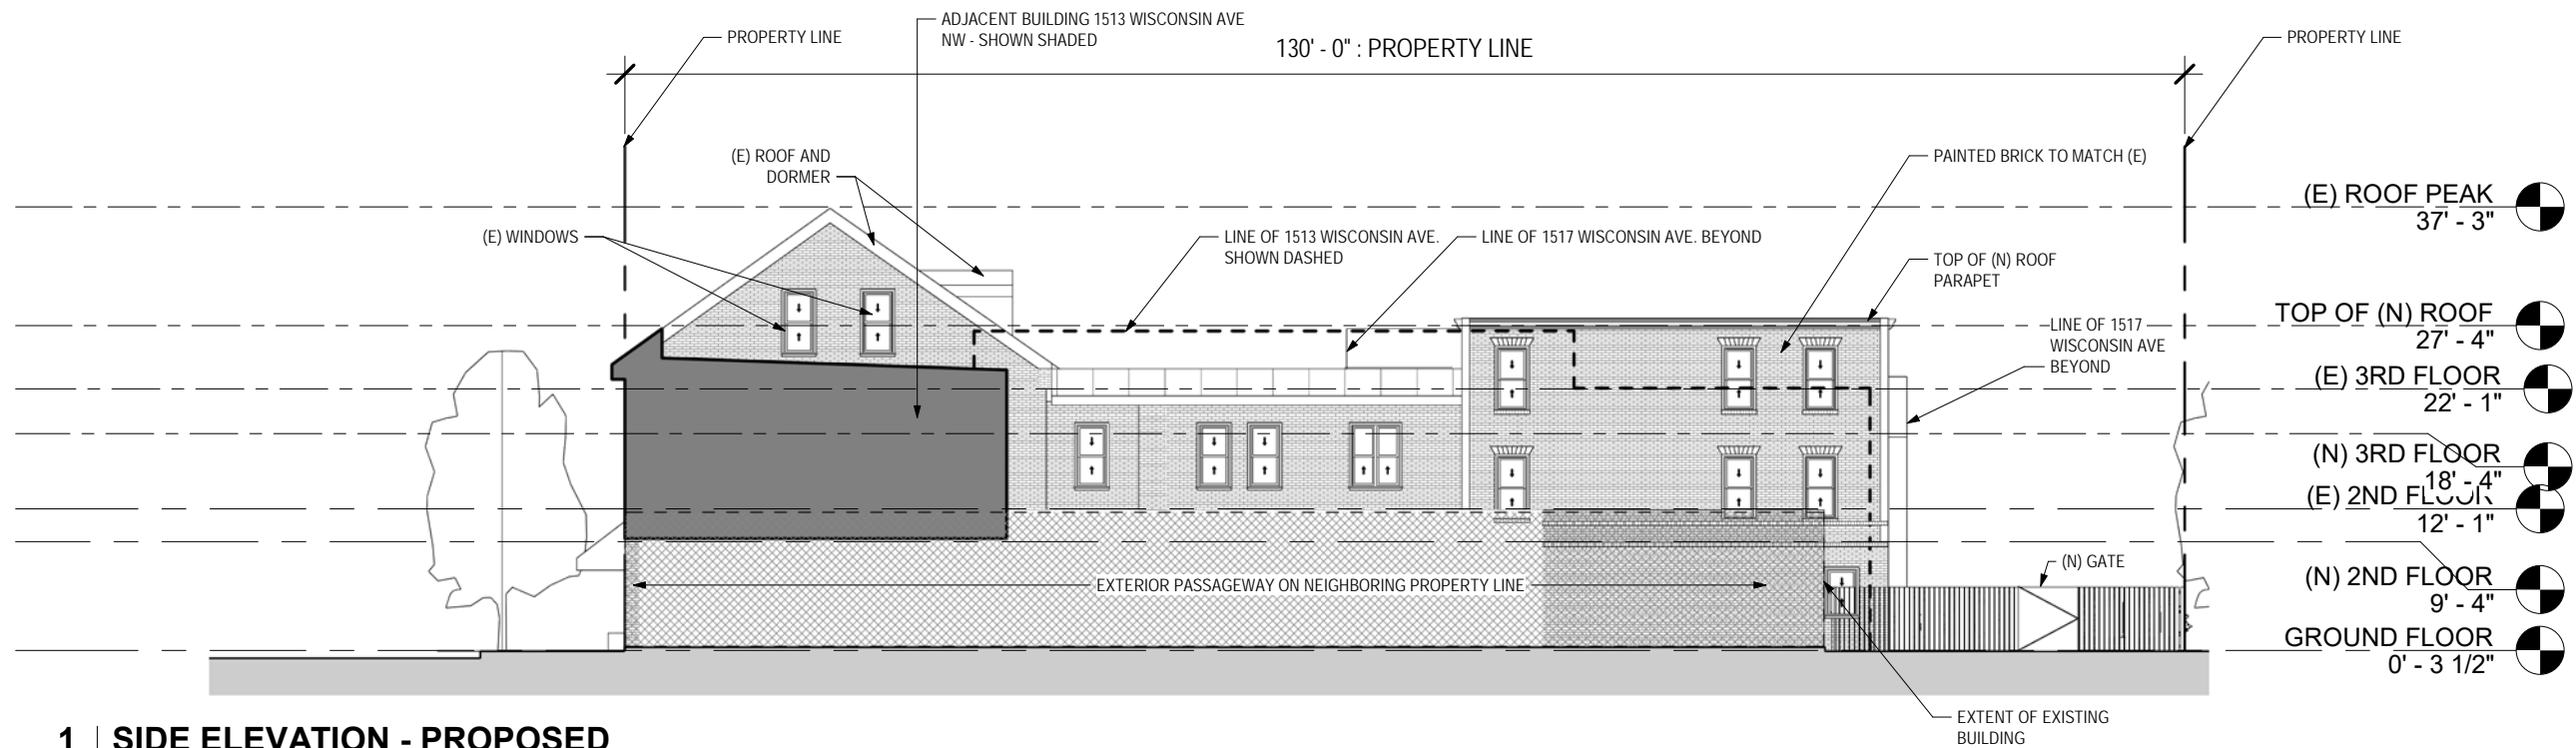 ADJACENT BUILDING 1513 WISCONSIN AVE
NW - SHOWN SHADED
PROPERTY LINE
130' - 0" : PROPERTY LINE
PROPERTY LINE
(E) ROOF AND
DORMER
PAINTED BRICK TO MATCH (E)
(E) ROOF PEAK
37' - 3"
(E) WINDOWS
LINE OF 1513 WISCONSIN AVE.
SHOWN DASHED
LINE OF 1517 WISCONSIN AVE. BEYOND
TOP OF (N) ROOF
PARAPET
TOP OF (N) ROOF
27' - 4"
LINE OF 1517
WISCONSIN AVE
BEYOND
(E) 3RD FLOOR
22' - 1"
(N) 3RD FLOOR
18' - 4"
(E) 2ND FLOOR
12' - 1"
EXTERIOR PASSAGEWAY ON NEIGHBORING PROPERTY LINE
(N) GATE
(N) 2ND FLOOR
9' - 4"
GROUND FLOOR
0' - 3 1/2"
EXTENT OF EXISTING
BUILDING
1 | SIDE ELEVATION - PROPOSED